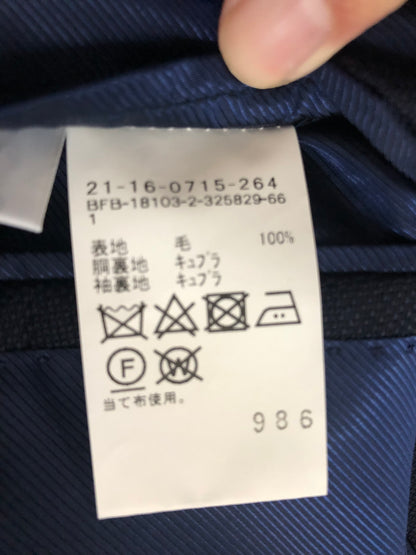 21-16-0715-264
BFB-18103-2-325829-66
1
表地 毛 100%
胴裏地 キュプラ
袖裏地 キュプラ
F W
当て布使用。
986